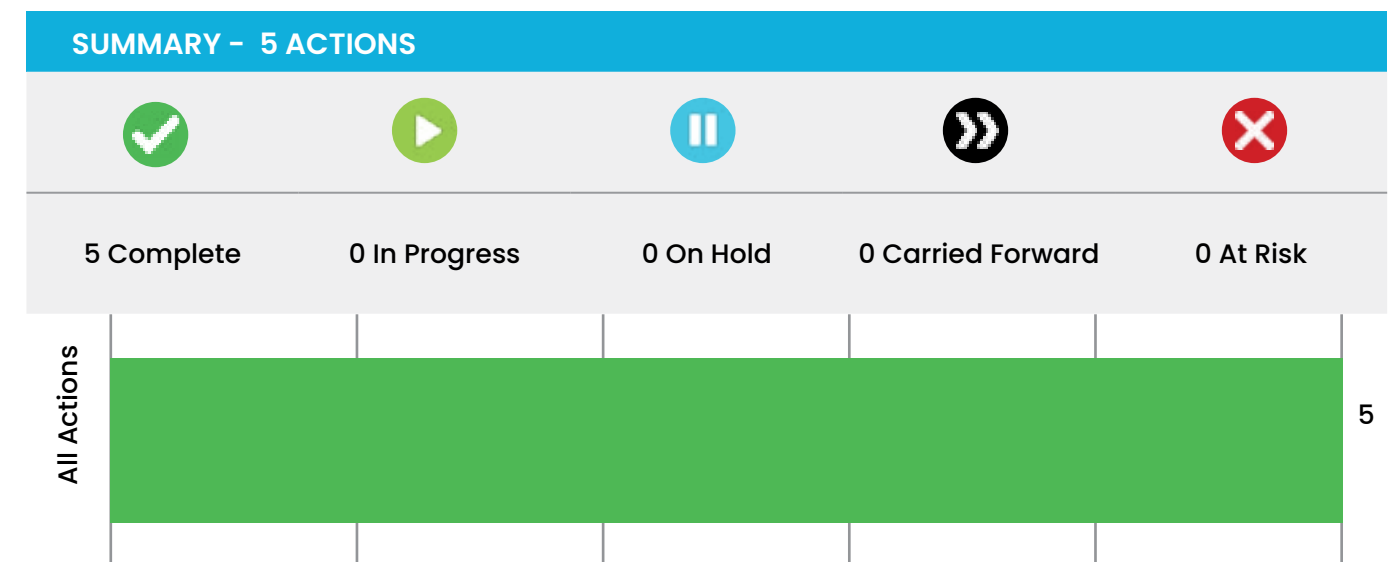 SUMMARY - 5 ACTIONS
5 Complete
0 In Progress
0 On Hold
0 Carried Forward
0 At Risk
All Actions
5